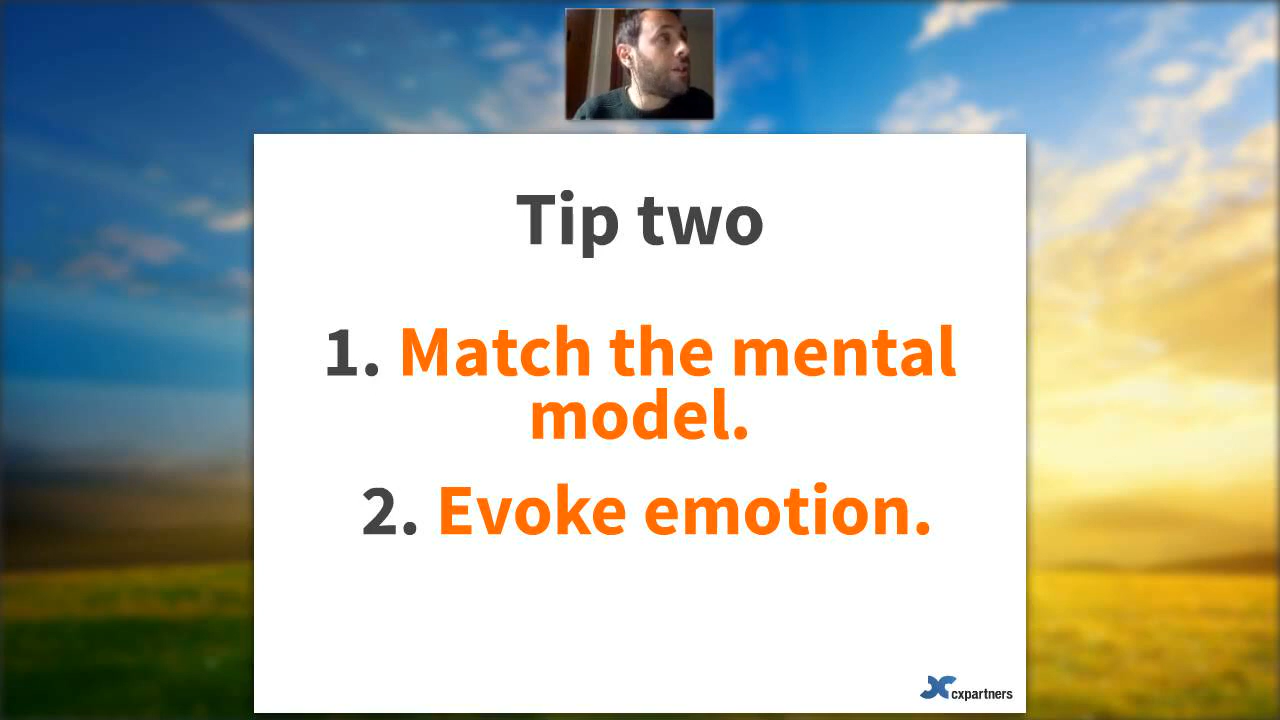 Tip two
1. Match the mental
model.
2. Evoke emotion.
cxpartners